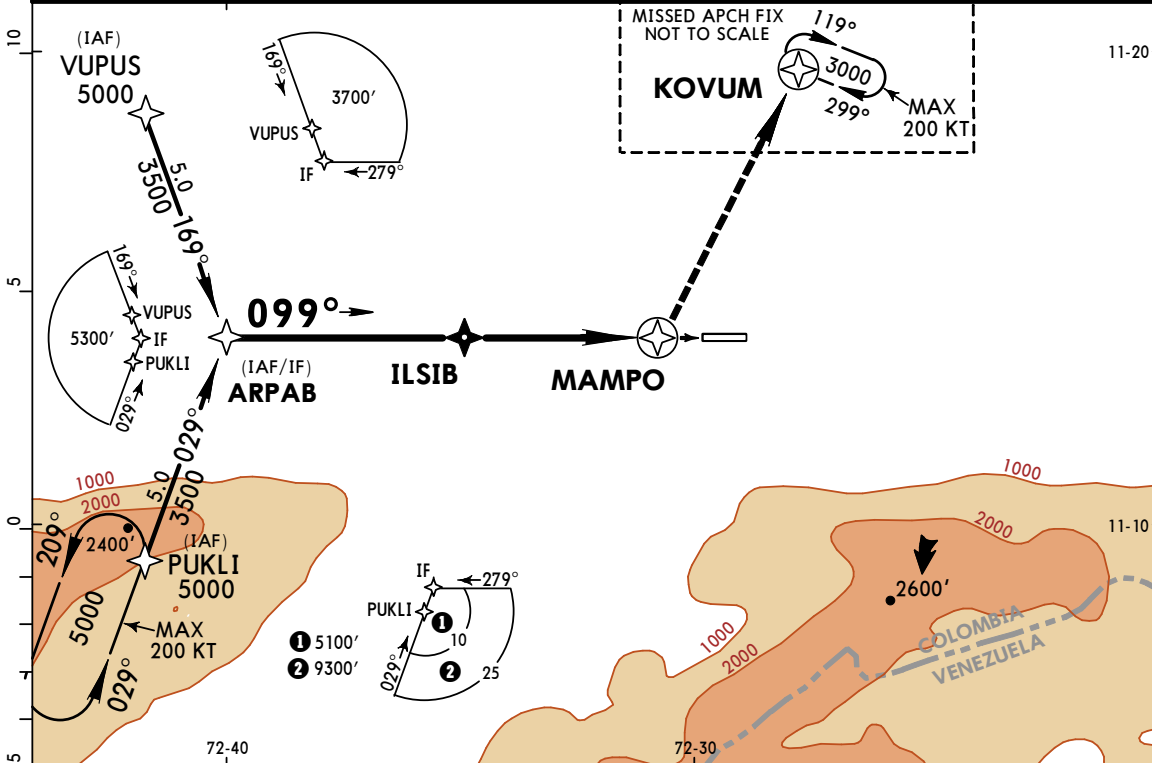 10
(IAF)
VUPUS
5000
169°
3700'
VUPUS
IF
279°
MISSED APCH FIX
NOT TO SCALE
119°
3000
KOVUM
299°
MAX
200 KT
11-20
5.0
3500
169°
5
169°
VUPUS
5300'
IF
PUKLI
029°
099°
(IAF/IF)
ARPAB
ILSIB
MAMPO
029°
5.0
3500
1000
2000
0
209°
2400'
(IAF)
PUKLI
5000
5000
MAX
200 KT
029°
IF
279°
PUKLI
1
10
1 5100'
2 9300'
029°
2
25
1000
2000
11-10
2600'
COLOMBIA
VENEZUELA
1000
2000
5
72-40
72-30